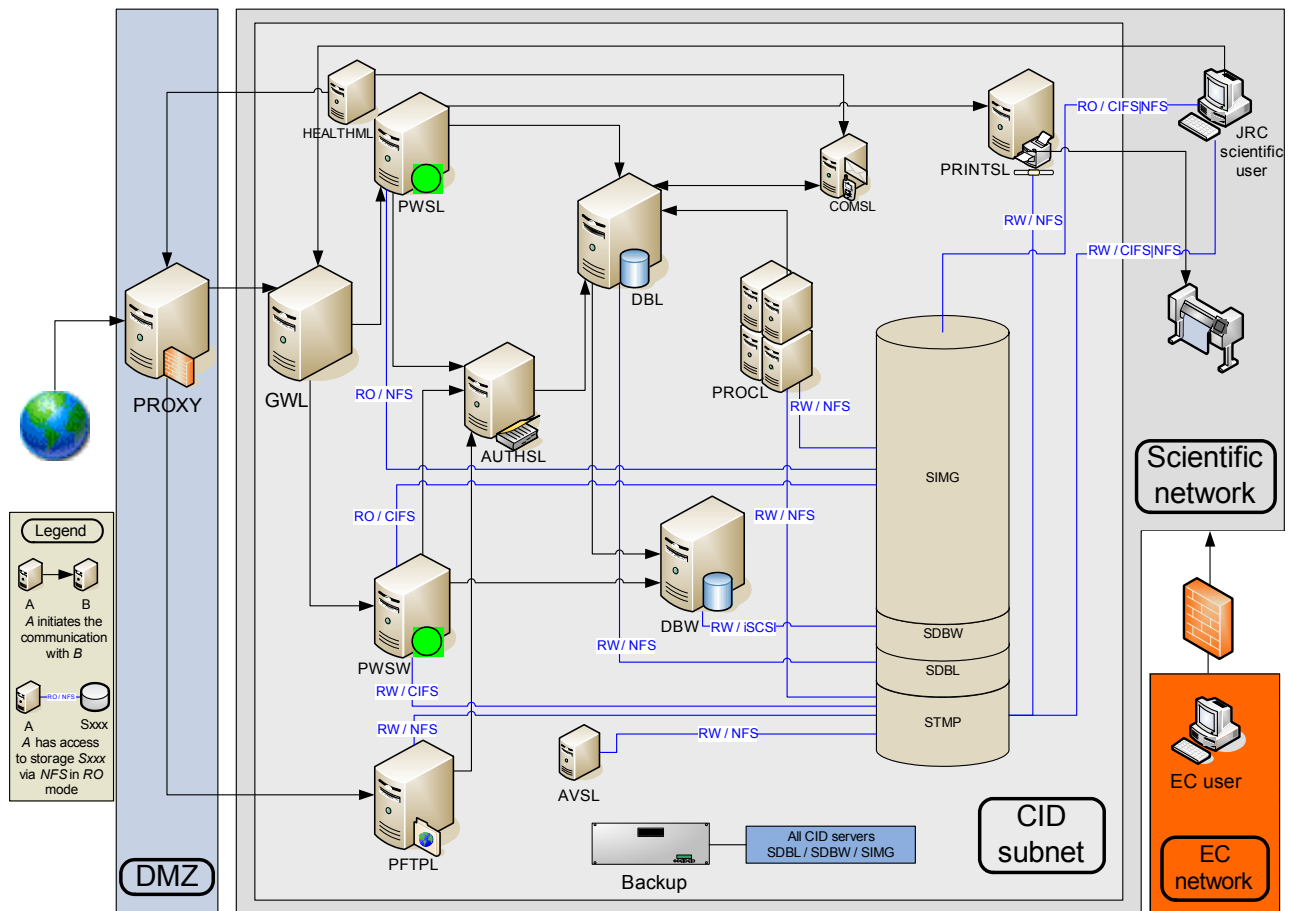 HEALTHML
PWSL
RO / CIFS|NFS
JRC
scientific
user
PRINTSL
COMSL
RW / NFS
RW / CIFS|NFS
DBL
PROXY
GWL
PROCL
RO / NFS
RW / NFS
AUTHSL
SIMG
Scientific
network
Legend
A
B
A initiates the
communication
with B
RO / NFS
A
Sxxx
A has access
to storage Sxxx
via NFS in RO
mode
RO / CIFS
RW / NFS
DBW
RW / iSCSI
SDBW
RW / NFS
SDBL
PWSW
RW / CIFS
STMP
RW / NFS
RW / NFS
AVSL
EC user
PFTPL
All CID servers
SDBL / SDBW / SIMG
Backup
CID
subnet
DMZ
EC
network